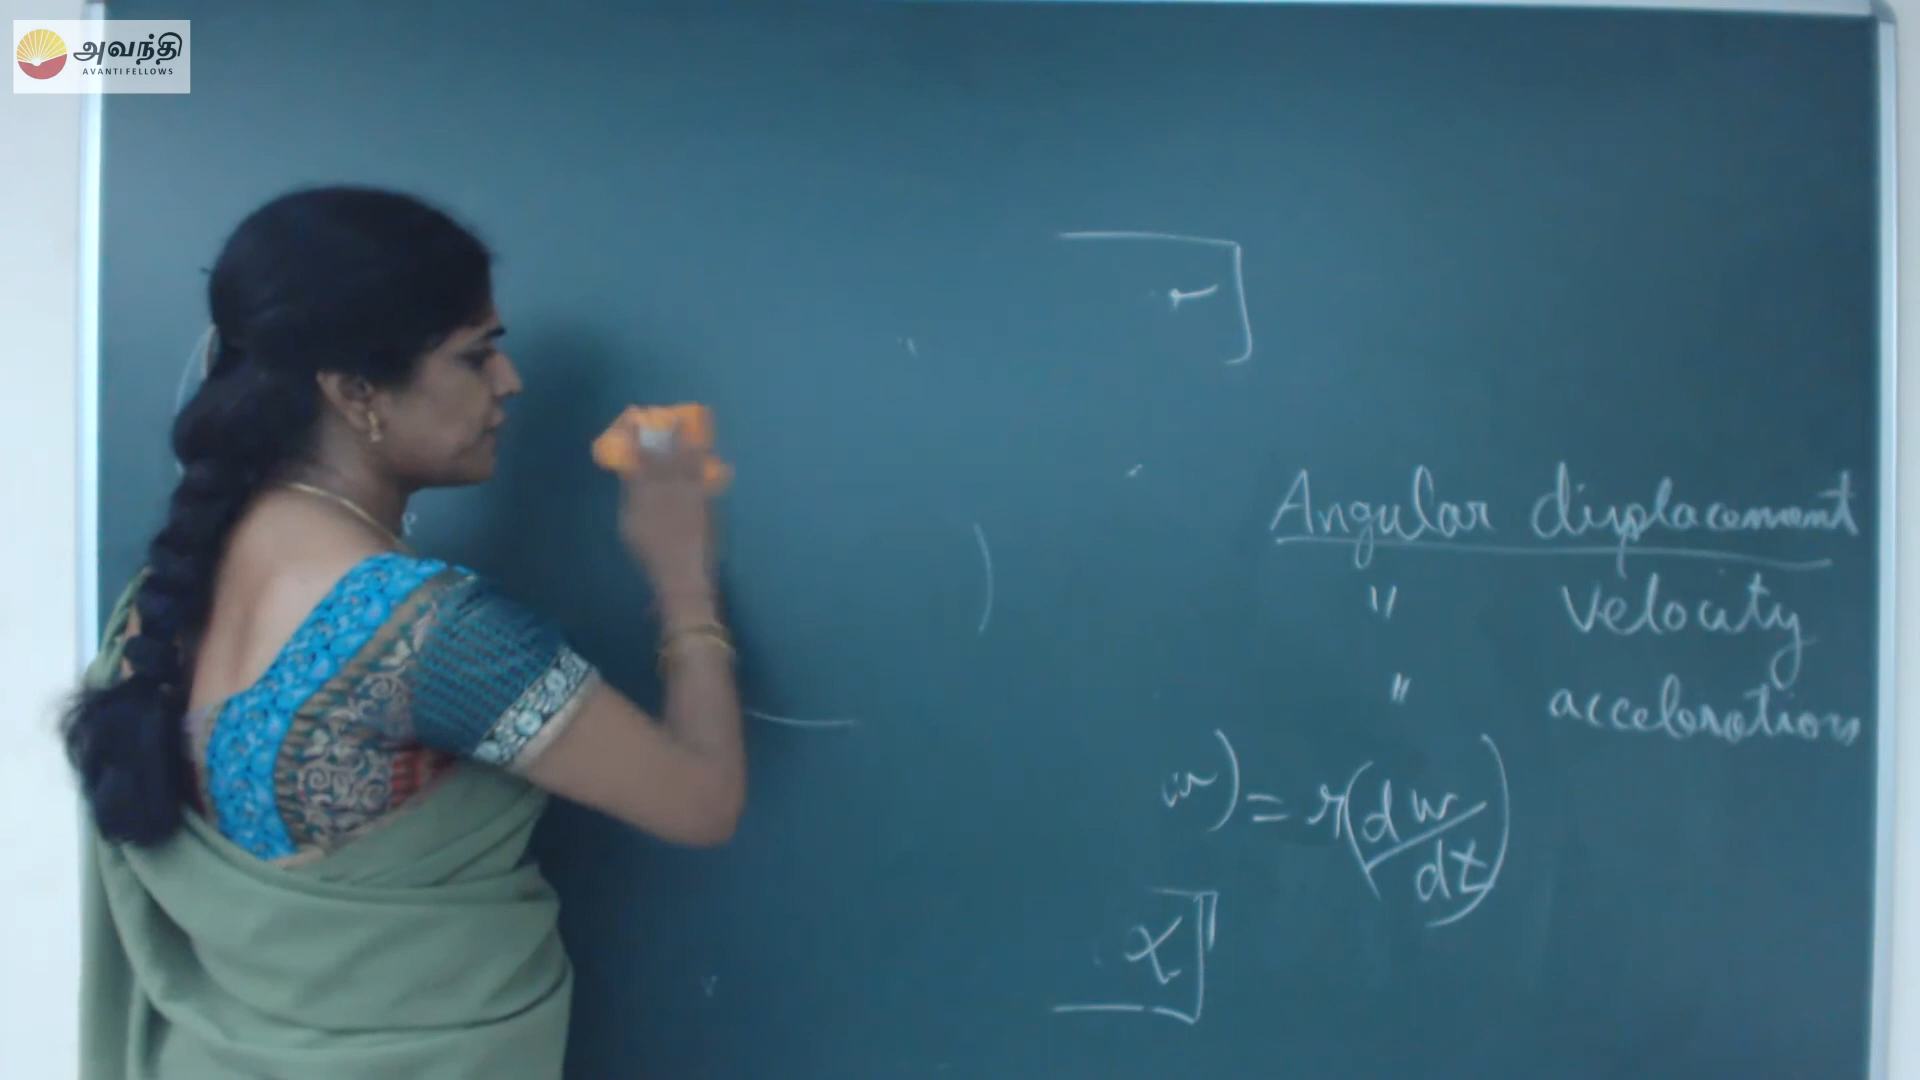 அவந்தி
AVANTI FELLOWS
Angular displacement
" velocity
" acceleration
ω) = r(dω/dt)
α